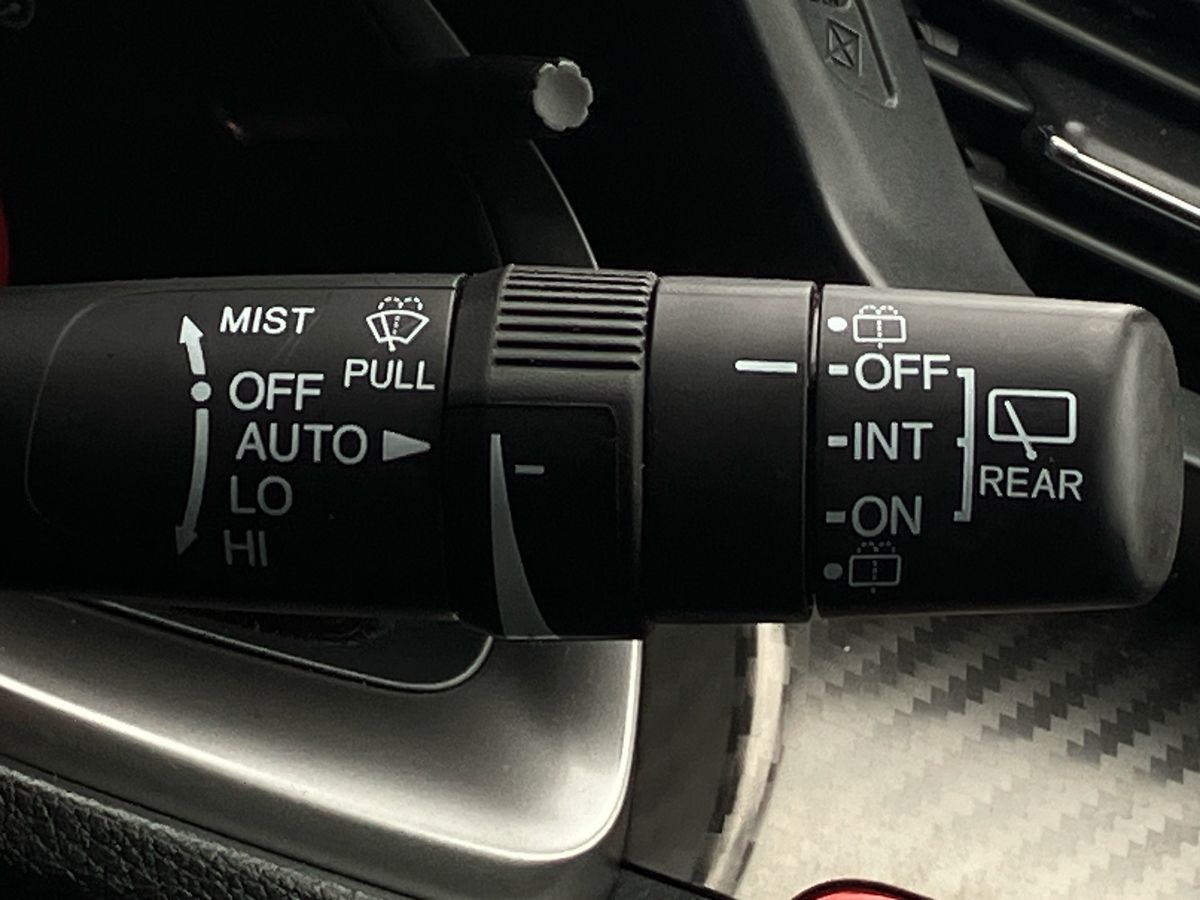 MIST
PULL
OFF
AUTO
LO
HI
OFF
INT
ON
REAR